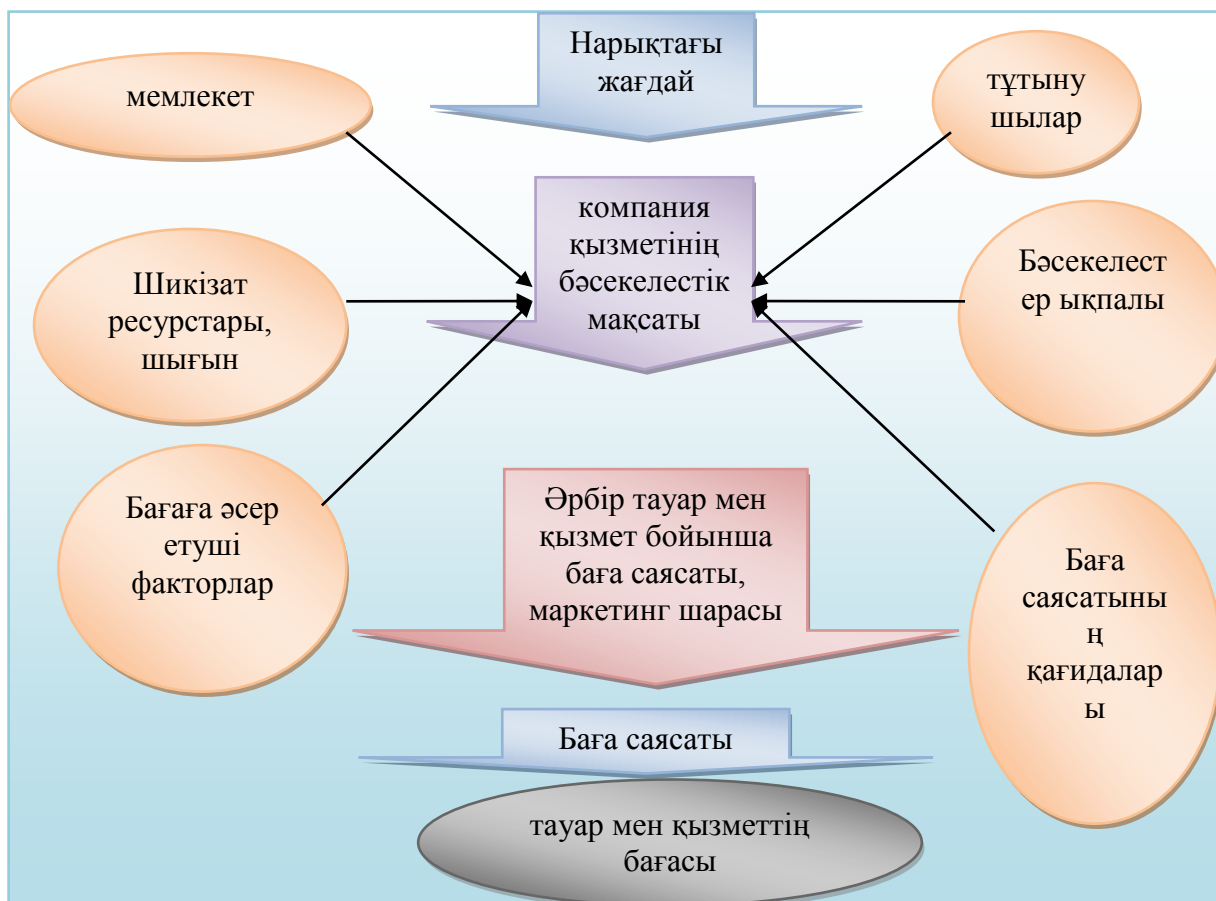 Нарықтағы
жағдай
мемлекет
тұтыну
шылар
компания
қызметінің
бәсекелестік
мақсаты
Шикізат
ресурстары,
шығын
Бәсекелест
ер ықпалы
Бағаға әсер
етуші
факторлар
Әрбір тауар мен
қызмет бойынша
баға саясаты,
маркетинг шарасы
Баға
саясатыны
ң
қағидалар
ы
Баға саясаты
тауар мен қызметтің
бағасы